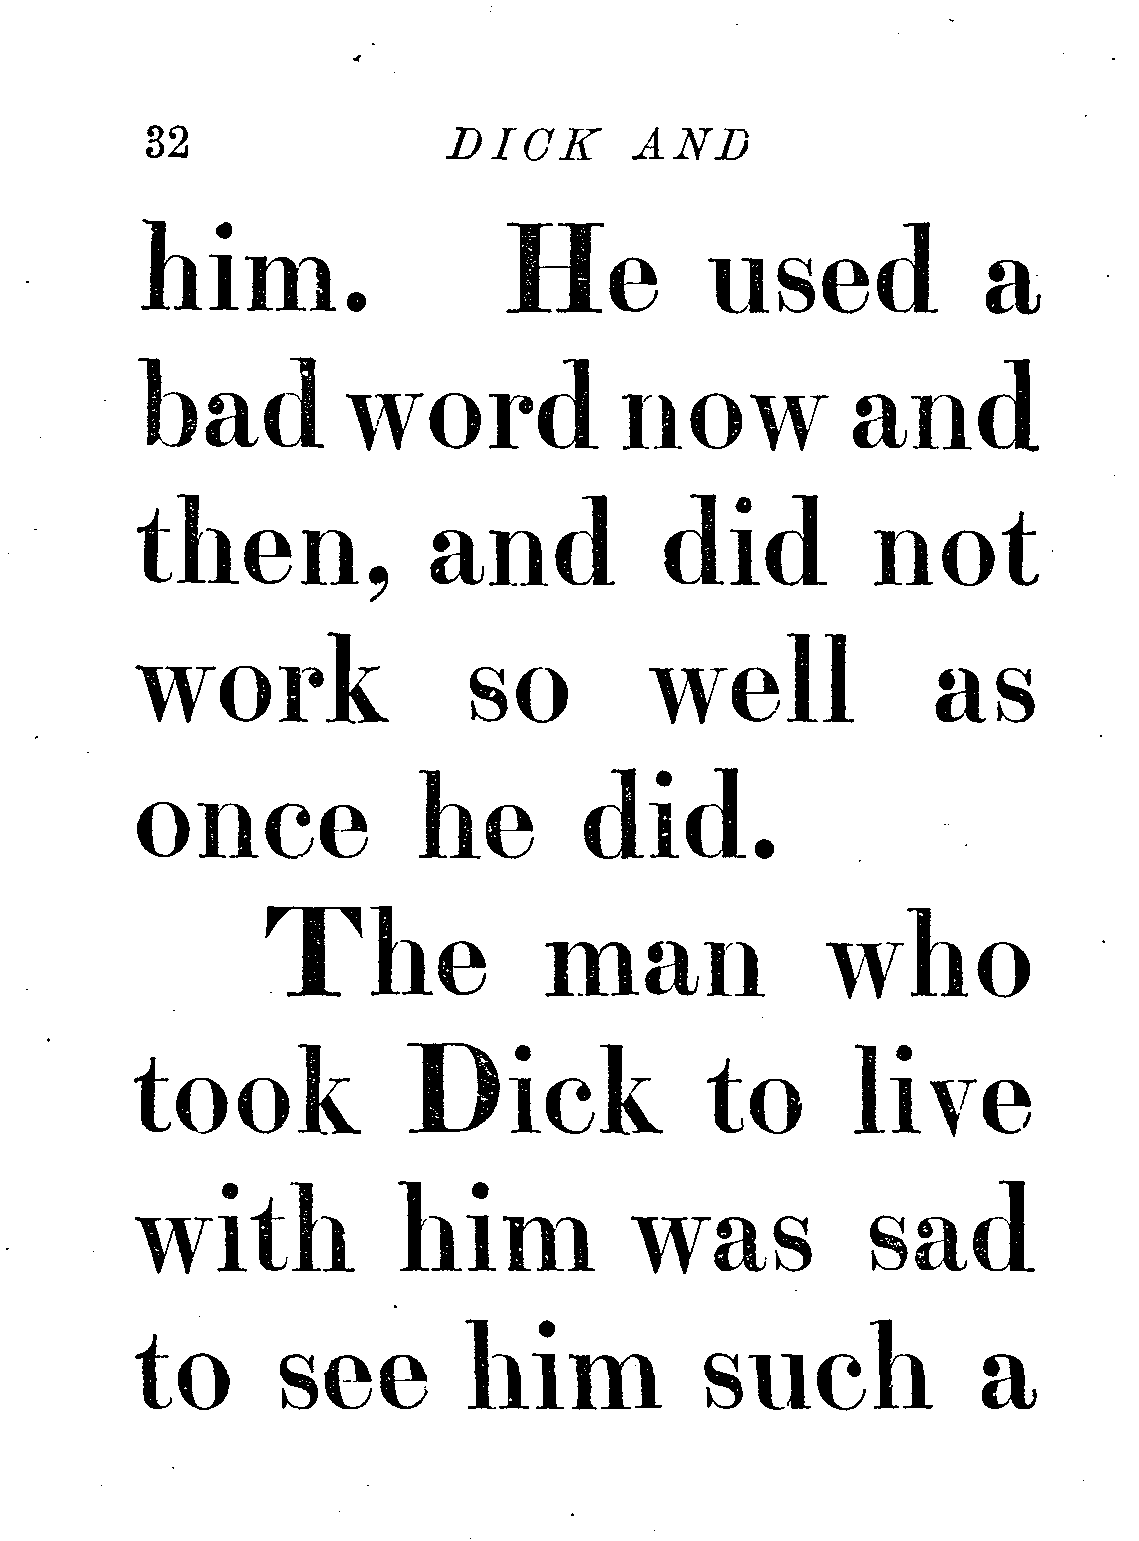 32 DICK AND
him. He used a
bad word now and
then, and did not
work so well as
once he did.
The man who
took Dick to live
with him was sad
to see him such a